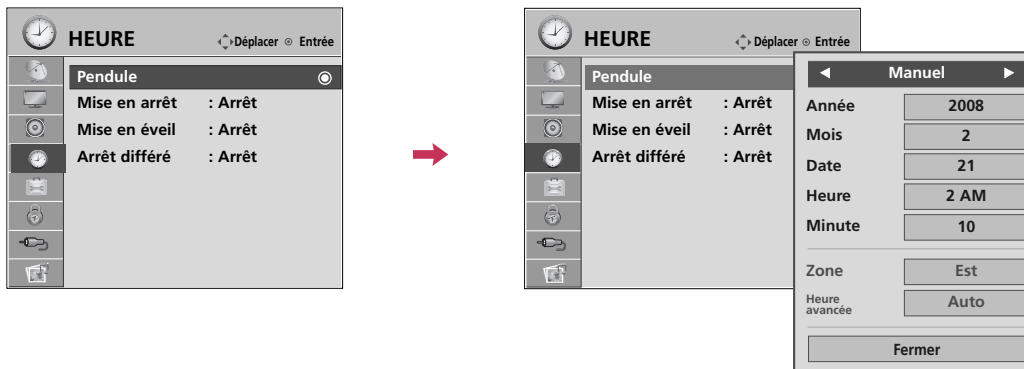 HEURE
Déplacer
Entrée
Pendule
Mise en arrêt : Arrêt
Mise en éveil : Arrêt
Arrêt différé : Arrêt
HEURE
Déplacer
Entrée
Pendule
Mise en arrêt : Arrêt
Mise en éveil : Arrêt
Arrêt différé : Arrêt
Manuel
Année 2008
Mois 2
Date 21
Heure 2 AM
Minute 10
Zone Est
Heure
avancée Auto
Fermer